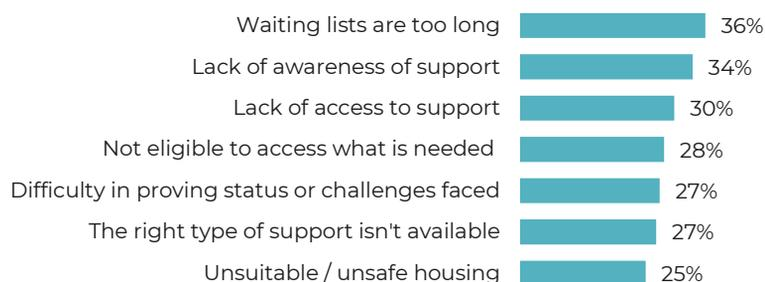 Waiting lists are too long 36%
Lack of awareness of support 34%
Lack of access to support 30%
Not eligible to access what is needed 28%
Difficulty in proving status or challenges faced 27%
The right type of support isn't available 27%
Unsuitable / unsafe housing 25%